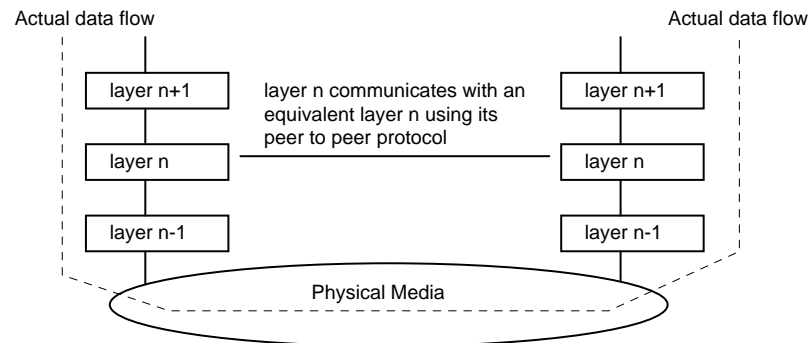 Actual data flow
Actual data flow
layer n+1
layer n communicates with an
equivalent layer n using its
peer to peer protocol
layer n+1
layer n
layer n
layer n-1
layer n-1
Physical Media